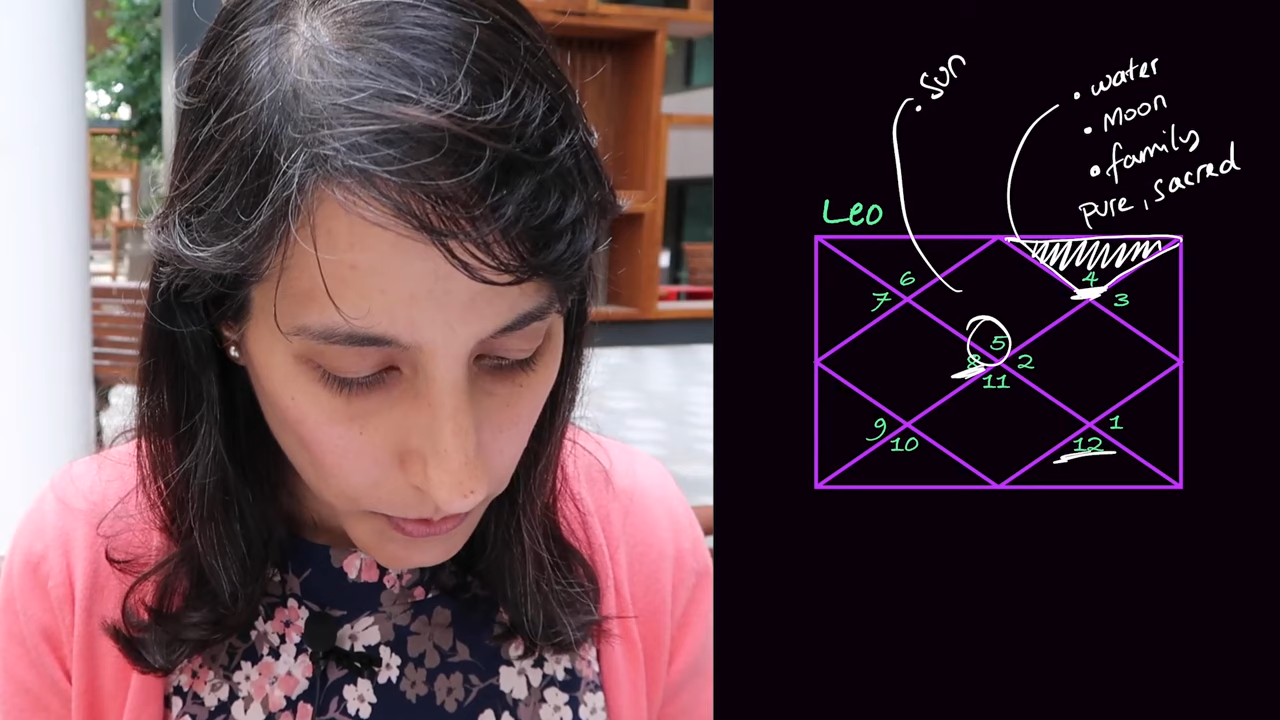 • sun
• water
• Moon
• family
pure, sacred
Leo
6
4
7
3
5
8
2
11
9
1
10
12